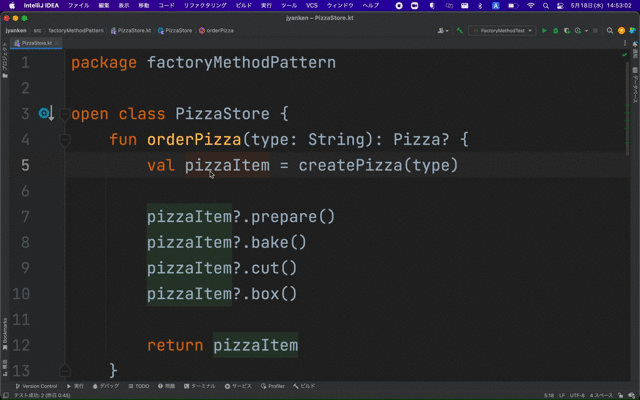 IntelliJ IDEA ファイル 編集 表示 移動 コード リファクタリング ビルド 実行 ツール VCS ウィンドウ ヘルプ 5月18日(水) 14:53:02
jyanken – PizzaStore.kt
jyanken src factoryMethodPattern PizzaStore.kt PizzaStore orderPizza FactoryMethodTest
PizzaStore.kt
プロジェクト
1 package factoryMethodPattern
2
3 open class PizzaStore {
4 fun orderPizza(type: String): Pizza? {
5 val pizzaItem = createPizza(type)
6
7 pizzaItem?.prepare()
8 pizzaItem?.bake()
9 pizzaItem?.cut()
10 pizzaItem?.box()
11
12 return pizzaItem
13 }
通知
データベース
Bookmarks
構造
Version Control 実行 デバッグ TODO 問題 ターミナル サービス Profiler ビルド
テスト成功: 2 (昨日 0:45) 5:18 LF UTF-8 4 スペース